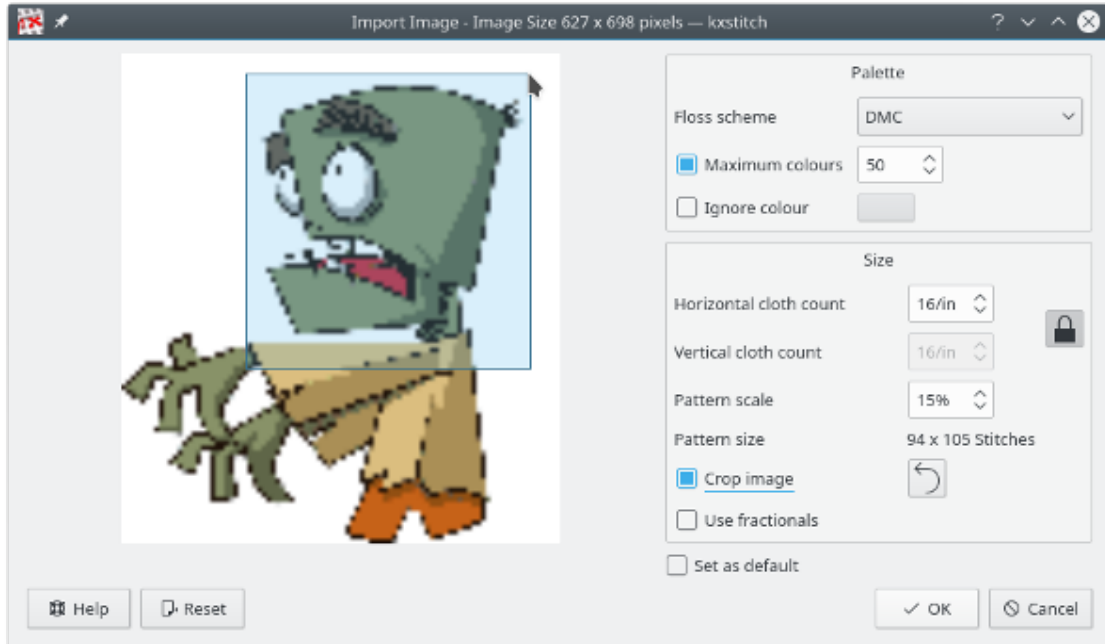 Import Image - Image Size 627 x 698 pixels — kxstitch
Palette
Floss scheme DMC
Maximum colours 50
Ignore colour
Size
Horizontal cloth count 16/in
Vertical cloth count 16/in
Pattern scale 15%
Pattern size 94 x 105 Stitches
Crop image
Use fractionals
Set as default
Help Reset OK Cancel